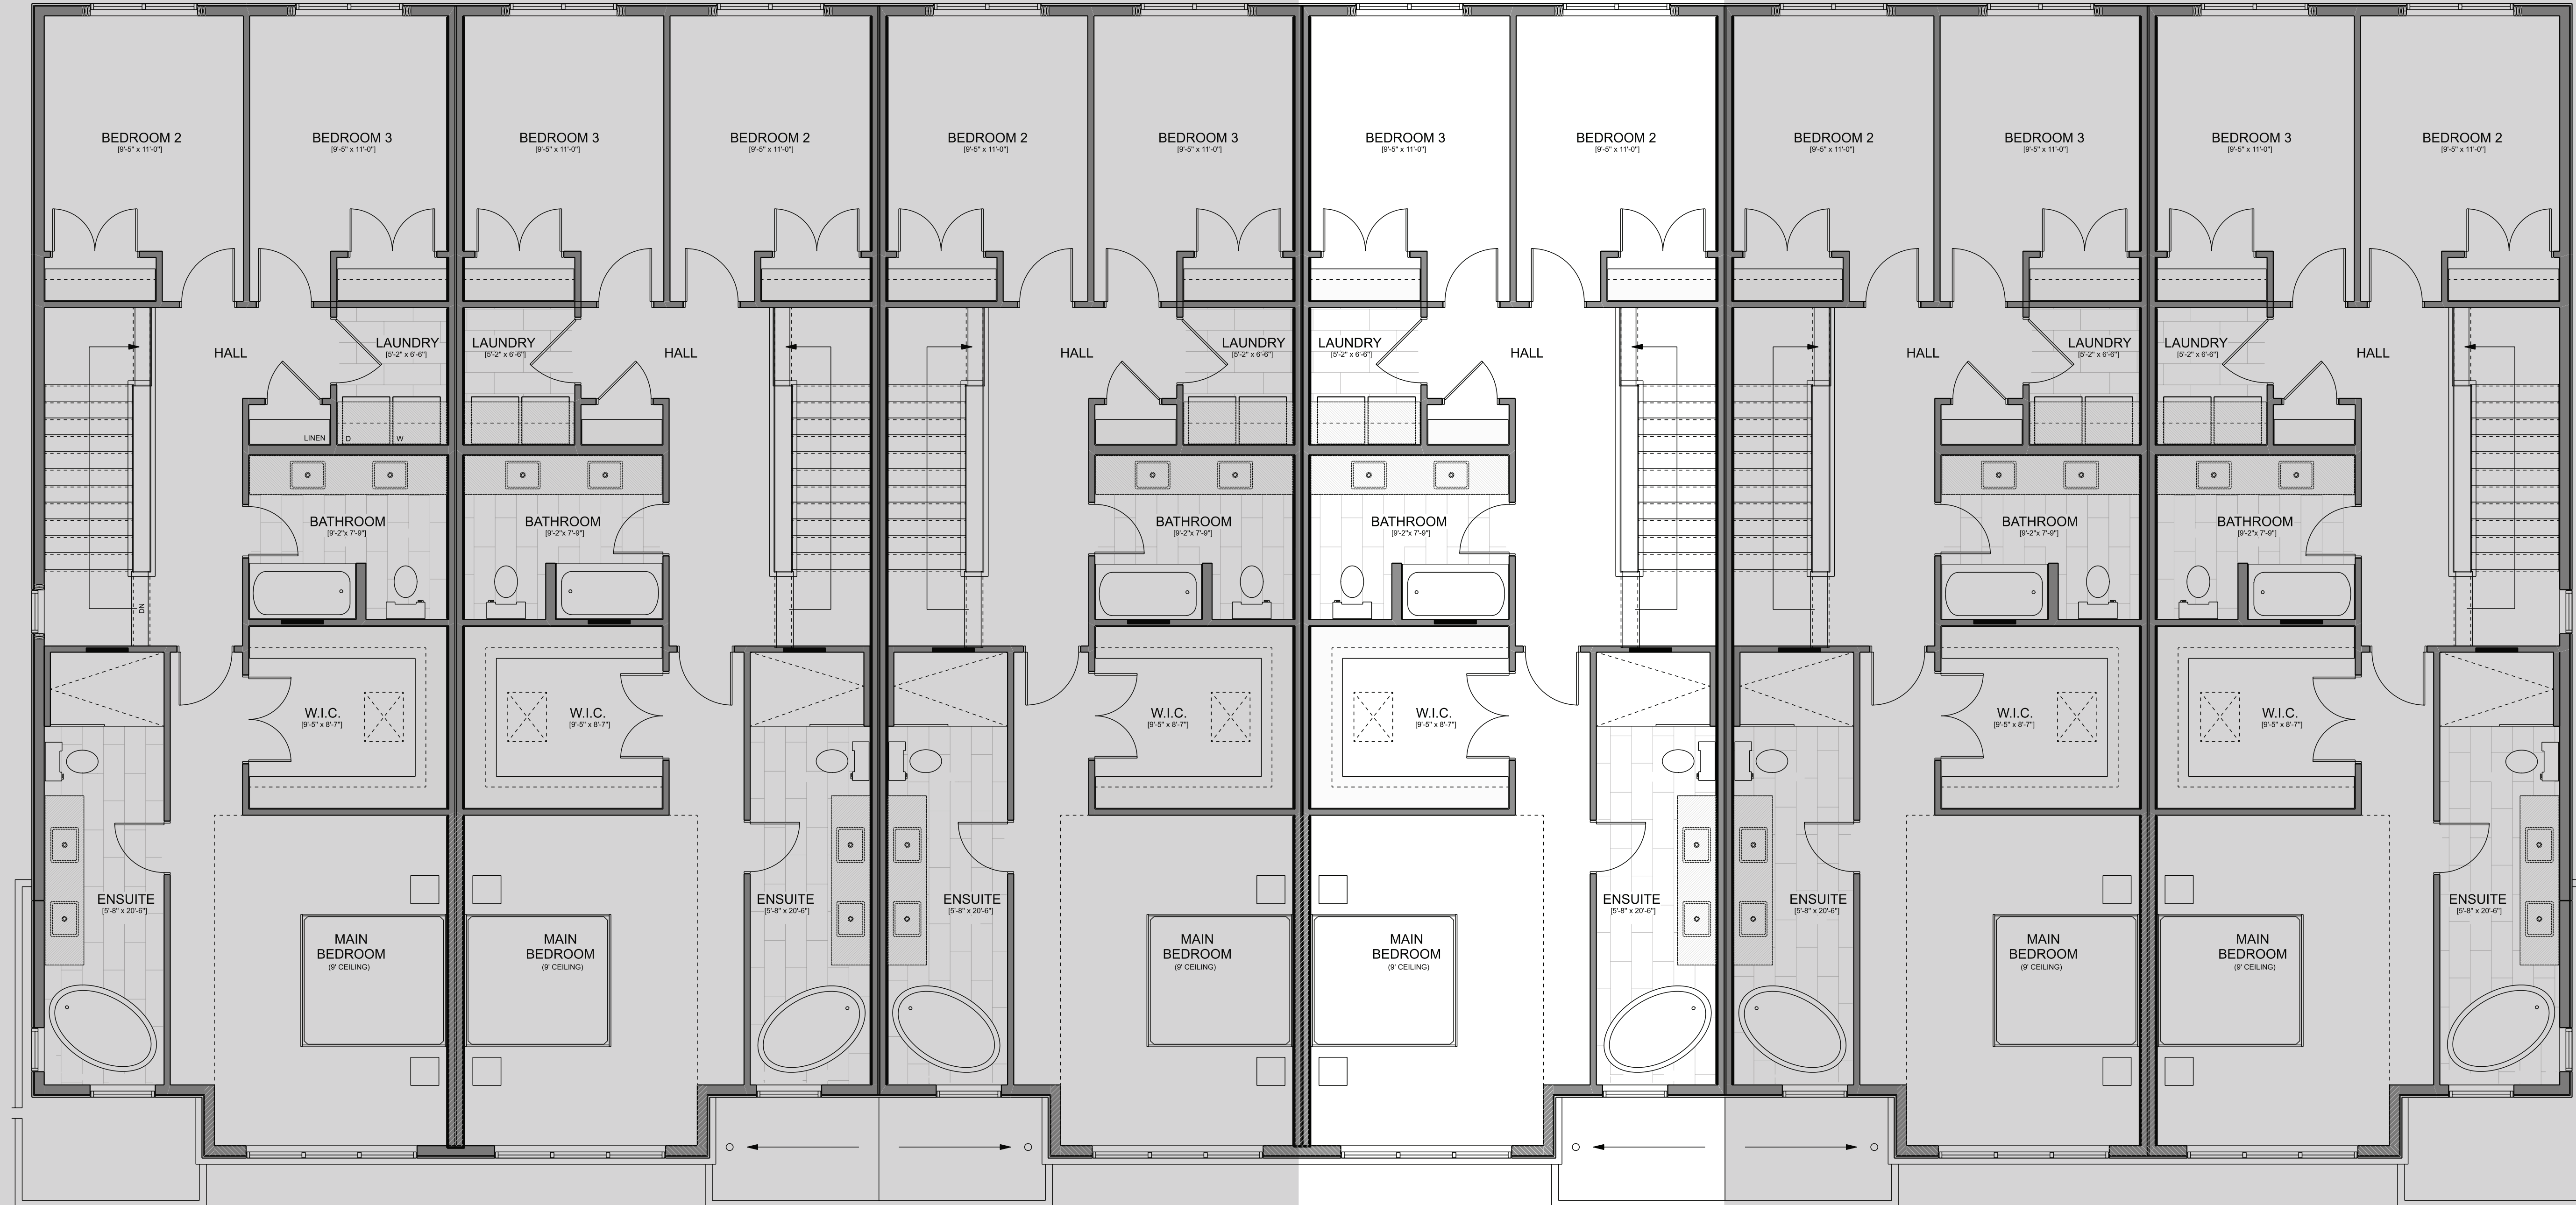 BEDROOM 2
[9'-5" x 11'-0"]
BEDROOM 3
[9'-5" x 11'-0"]
BEDROOM 3
[9'-5" x 11'-0"]
BEDROOM 2
[9'-5" x 11'-0"]
BEDROOM 2
[9'-5" x 11'-0"]
BEDROOM 3
[9'-5" x 11'-0"]
BEDROOM 3
[9'-5" x 11'-0"]
BEDROOM 2
[9'-5" x 11'-0"]
BEDROOM 2
[9'-5" x 11'-0"]
BEDROOM 3
[9'-5" x 11'-0"]
BEDROOM 3
[9'-5" x 11'-0"]
BEDROOM 2
[9'-5" x 11'-0"]
HALL
LAUNDRY
[5'-2" x 6'-6"]
LAUNDRY
[5'-2" x 6'-6"]
HALL
HALL
LAUNDRY
[5'-2" x 6'-6"]
LAUNDRY
[5'-2" x 6'-6"]
HALL
HALL
LAUNDRY
[5'-2" x 6'-6"]
LAUNDRY
[5'-2" x 6'-6"]
HALL
LINEN
D
W
BATHROOM
[9'-2"x 7'-9"]
BATHROOM
[9'-2"x 7'-9"]
BATHROOM
[9'-2"x 7'-9"]
BATHROOM
[9'-2"x 7'-9"]
BATHROOM
[9'-2"x 7'-9"]
BATHROOM
[9'-2"x 7'-9"]
DN
W.I.C.
[9'-5" x 8'-7"]
W.I.C.
[9'-5" x 8'-7"]
W.I.C.
[9'-5" x 8'-7"]
W.I.C.
[9'-5" x 8'-7"]
W.I.C.
[9'-5" x 8'-7"]
W.I.C.
[9'-5" x 8'-7"]
ENSUITE
[5'-8" x 20'-6"]
ENSUITE
[5'-8" x 20'-6"]
ENSUITE
[5'-8" x 20'-6"]
ENSUITE
[5'-8" x 20'-6"]
ENSUITE
[5'-8" x 20'-6"]
ENSUITE
[5'-8" x 20'-6"]
MAIN
BEDROOM
(9' CEILING)
MAIN
BEDROOM
(9' CEILING)
MAIN
BEDROOM
(9' CEILING)
MAIN
BEDROOM
(9' CEILING)
MAIN
BEDROOM
(9' CEILING)
MAIN
BEDROOM
(9' CEILING)